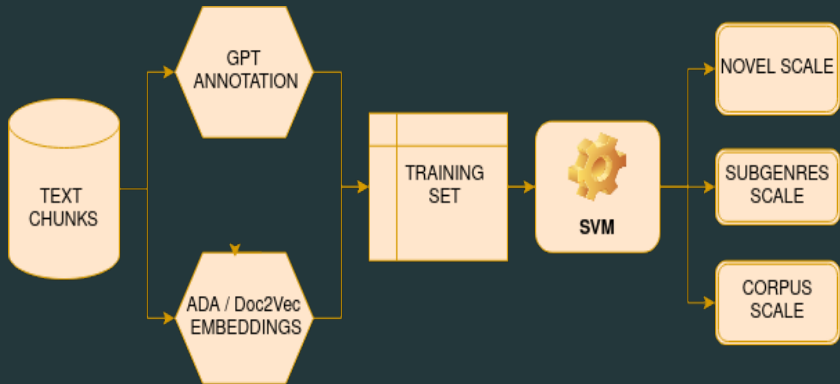 TEXT
CHUNKS
GPT
ANNOTATION
ADA / Doc2Vec
EMBEDDINGS
TRAINING
SET
SVM
NOVEL SCALE
SUBGENRES
SCALE
CORPUS
SCALE